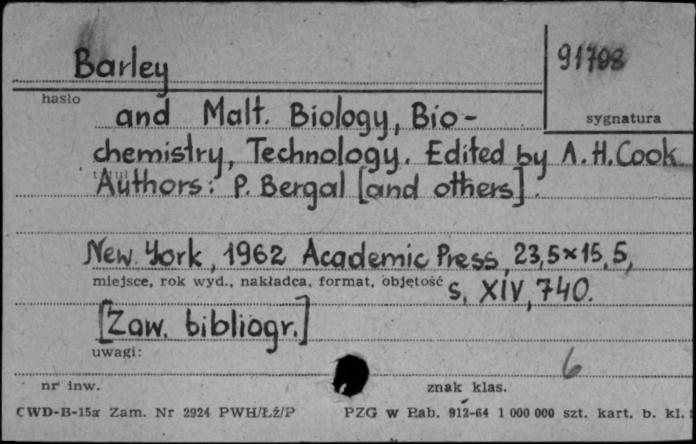 Barley
91798
hasło
and Malt. Biology, Bio-
sygnatura
chemistry, Technology. Edited by A.H. Cook
tytuł
Authors: P. Bergal [and others].
New York, 1962 Academic Press, 23,5×15,5,
miejsce, rok wyd., nakładca, format, objętość
s. XIV, 740.
[Zaw. bibliogr.]
uwagi:
6
nr inw.
znak klas.
CWD-B-15a Zam. Nr 2924 PWH/Łź/P
PZG w Pab. 912-64 1 000 000 szt. kart. b. kl.